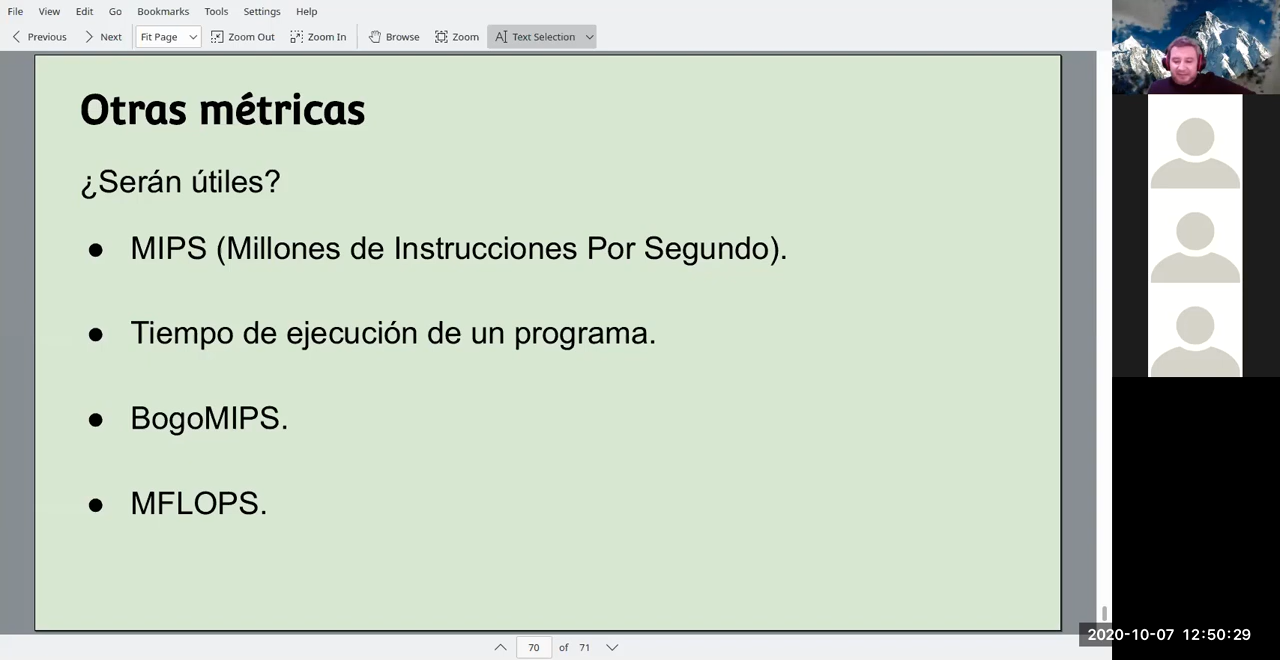 File View Edit Go Bookmarks Tools Settings Help
Previous Next Fit Page Zoom Out Zoom In Browse Zoom Text Selection
Otras métricas
¿Serán útiles?
● MIPS (Millones de Instrucciones Por Segundo).
● Tiempo de ejecución de un programa.
● BogoMIPS.
● MFLOPS.
70 of 71
2020-10-07 12:50:29